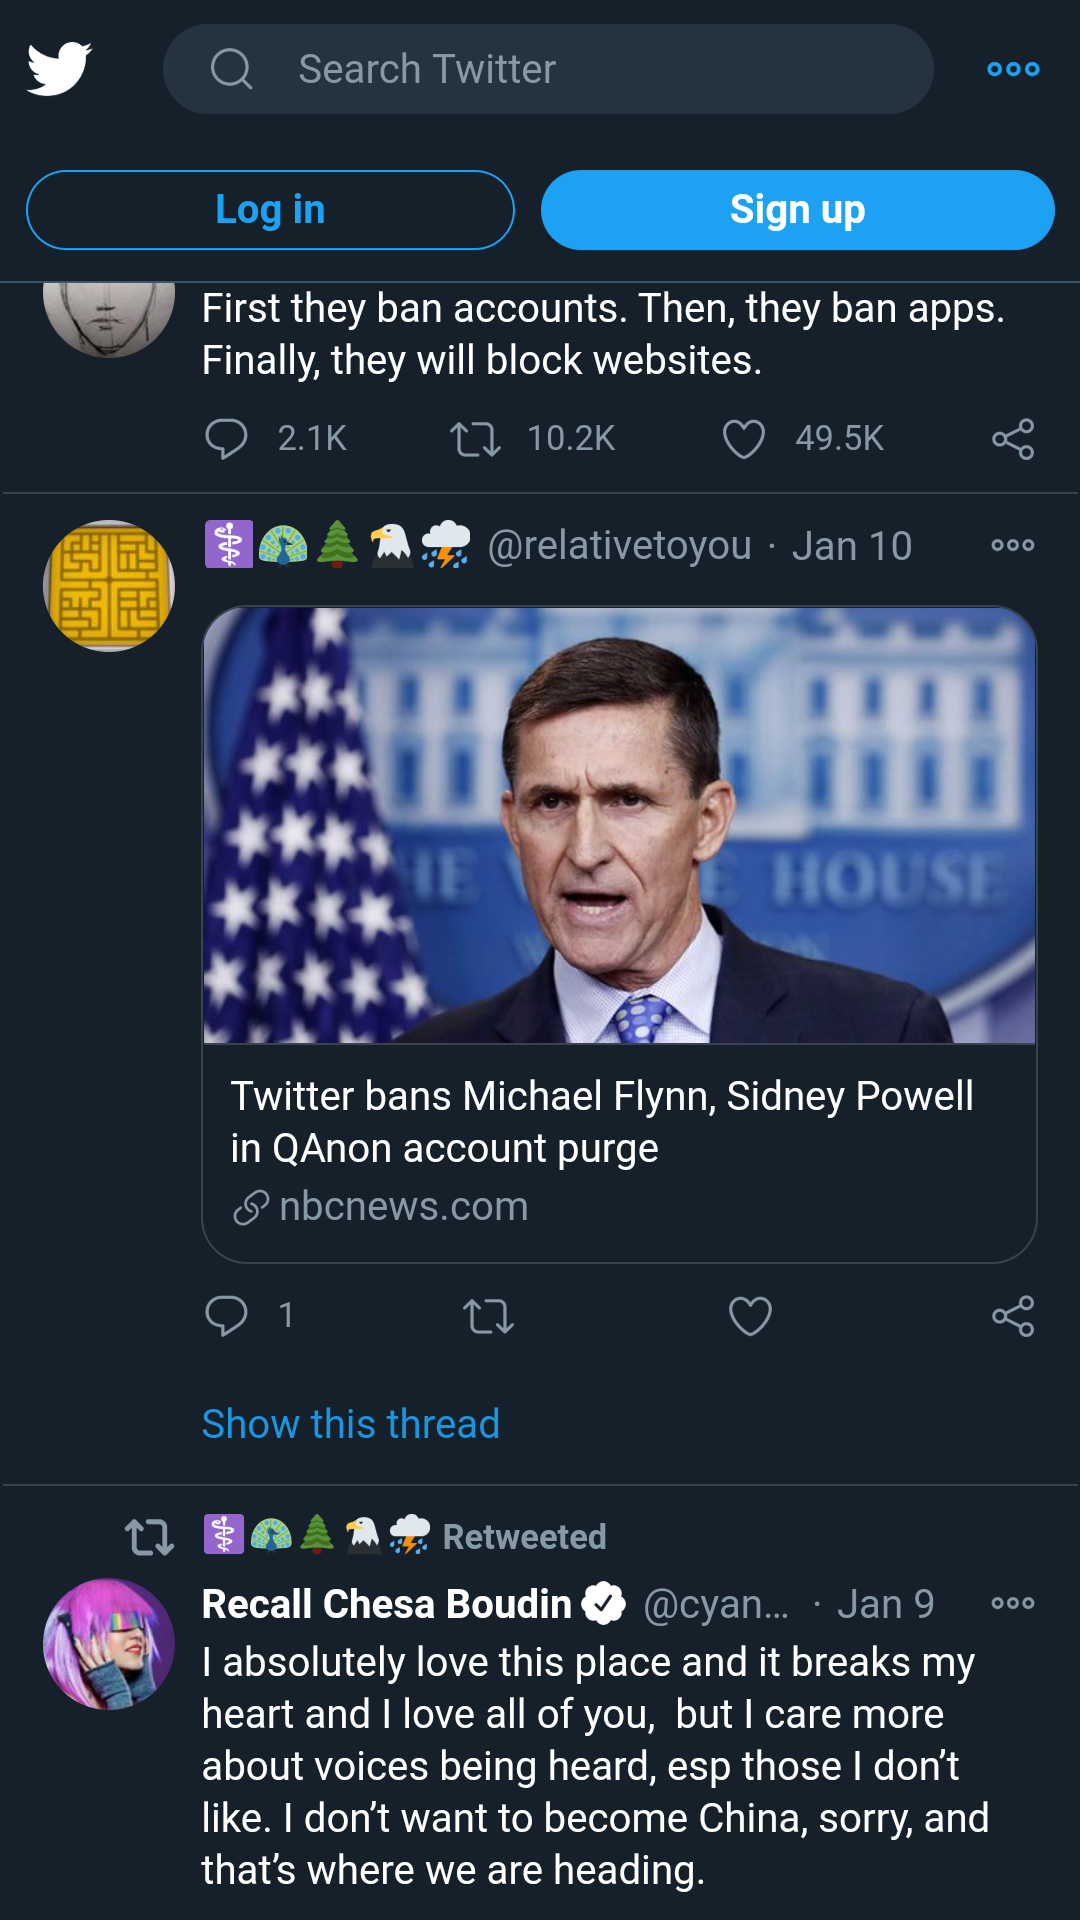 Search Twitter
Log in
Sign up
First they ban accounts. Then, they ban apps.
Finally, they will block websites.
2.1K 10.2K 49.5K
@relativetoyou · Jan 10
THE HOUSE
Twitter bans Michael Flynn, Sidney Powell
in QAnon account purge
nbcnews.com
1
Show this thread
Retweeted
Recall Chesa Boudin @cyan... · Jan 9
I absolutely love this place and it breaks my
heart and I love all of you, but I care more
about voices being heard, esp those I don’t
like. I don’t want to become China, sorry, and
that’s where we are heading.